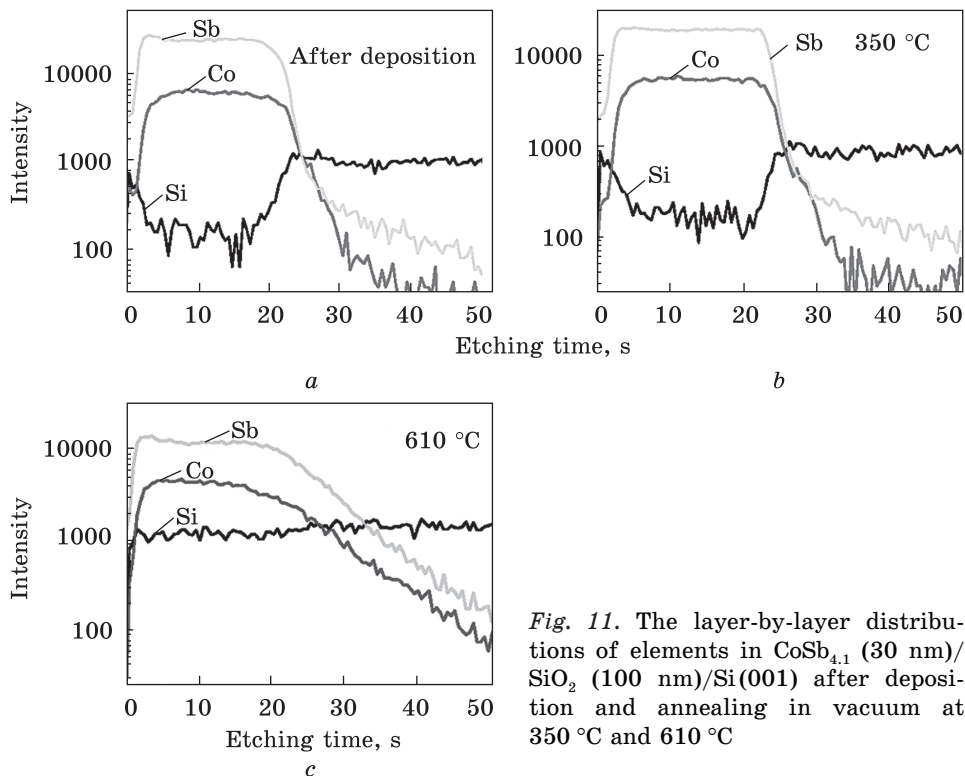 Sb
After deposition
Co
Si
10000
1000
100
Intensity
0 10 20 30 40 50
a
Sb
350 °C
Co
Si
10000
1000
100
0 10 20 30 40 50
b
Etching time, s
Sb
610 °C
Co
Si
10000
1000
100
Intensity
0 10 20 30 40 50
Etching time, s
c
Fig. 11. The layer-by-layer distribu-
tions of elements in CoSb4.1 (30 nm)/
SiO2 (100 nm)/Si(001) after deposi-
tion and annealing in vacuum at
350 °C and 610 °C